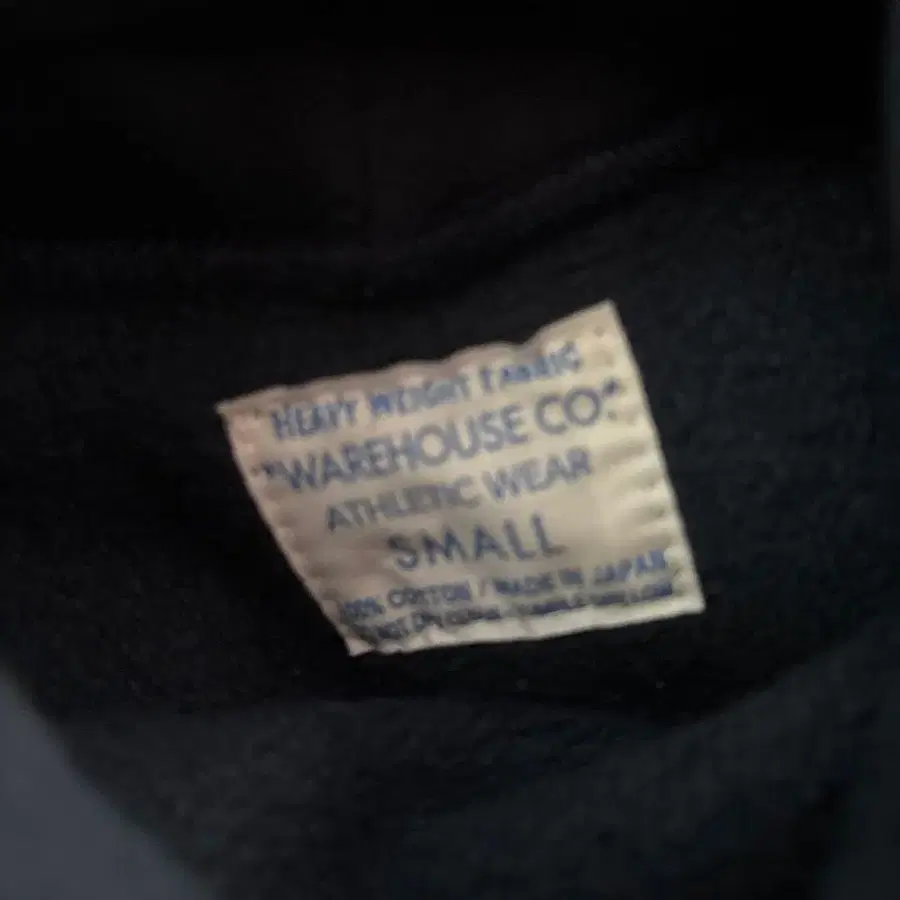 HEAVY WEIGHT FABRIC
"WAREHOUSE CO."
ATHLETIC WEAR
SMALL
100% COTTON / MADE IN JAPAN